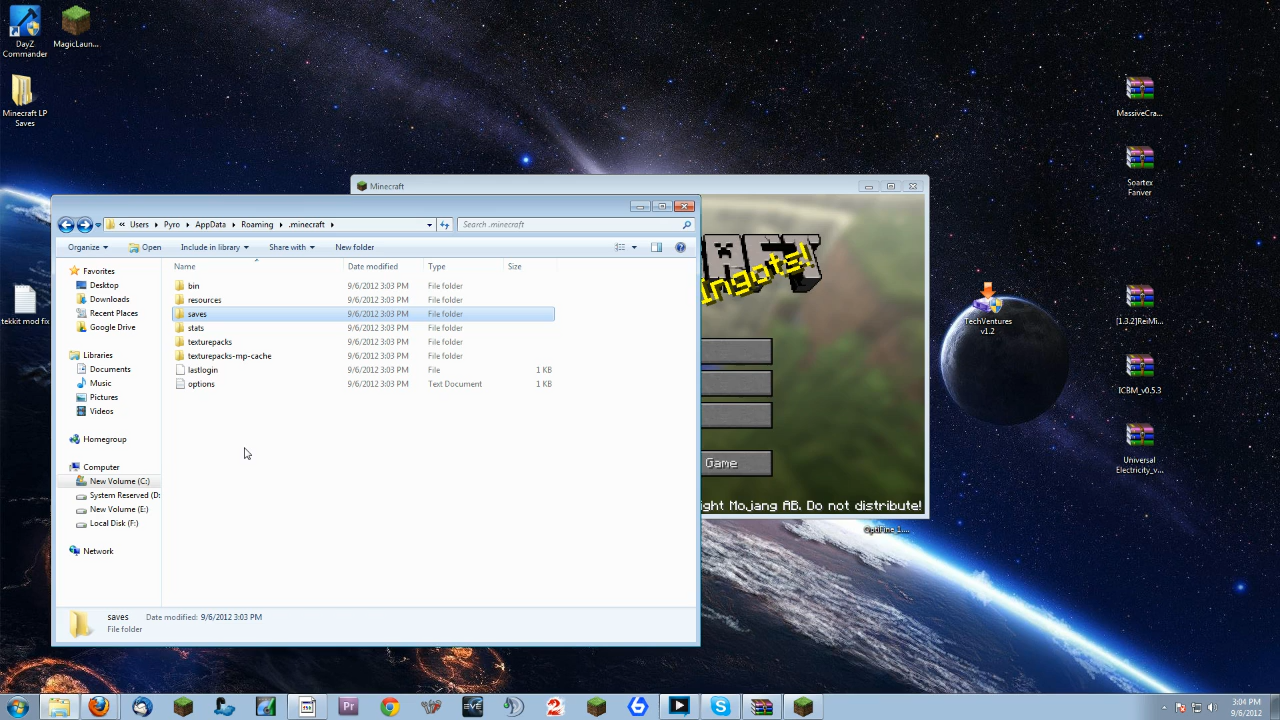 DayZ
Commander
MagicLaun...
Minecraft LP
Saves
tekkit mod fix
MassiveCra...
Soartex
Fanver
TechVentures
v1.2
[1.3.2]ReiMi...
ICBM_v0.5.3
Universal
Electricity_v...
Minecraft
ingots!
Game
ight Mojang AB. Do not distribute!
OptiFine_1....
« Users Pyro AppData Roaming .minecraft
Search .minecraft
Organize Open Include in library Share with New folder
Name Date modified Type Size
Favorites
Desktop
Downloads
Recent Places
Google Drive
Libraries
Documents
Music
Pictures
Videos
Homegroup
Computer
New Volume (C:)
System Reserved (D:
New Volume (E:)
Local Disk (F:)
Network
bin 9/6/2012 3:03 PM File folder
resources 9/6/2012 3:03 PM File folder
saves 9/6/2012 3:03 PM File folder
stats 9/6/2012 3:03 PM File folder
texturepacks 9/6/2012 3:03 PM File folder
texturepacks-mp-cache 9/6/2012 3:03 PM File folder
lastlogin 9/6/2012 3:03 PM File 1 KB
options 9/6/2012 3:03 PM Text Document 1 KB
saves Date modified: 9/6/2012 3:03 PM
File folder
Pr
EVE
3:04 PM
9/6/2012